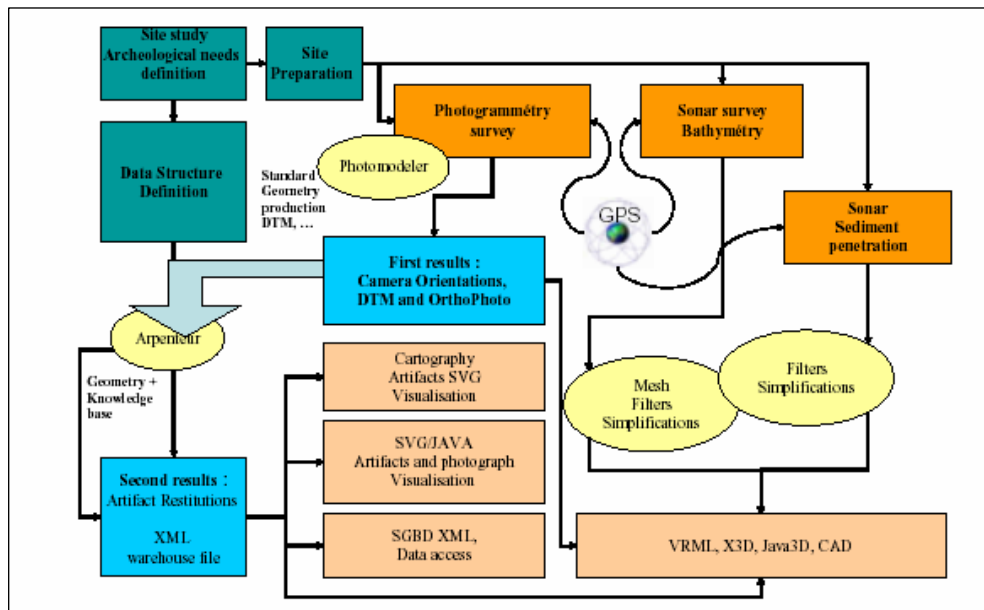 Site study
Archeological needs
definition
Site
Preparation
Photogrammétry
survey
Sonar survey
Bathymétry
Photomodeler
Data Structure
Definition
Standard
Geometry
production
DTM, ...
GPS
Sonar
Sediment
penetration
First results :
Camera Orientations,
DTM and OrthoPhoto
Arpenteur
Geometry +
Knowledge
base
Cartography
Artifacts SVG
Visualisation
Mesh
Filters
Simplifications
Filters
Simplifications
SVG/JAVA
Artifacts and photograph
Visualisation
Second results :
Artifact Restitutions
XML
warehouse file
SGBD XML,
Data access
VRML, X3D, Java3D, CAD